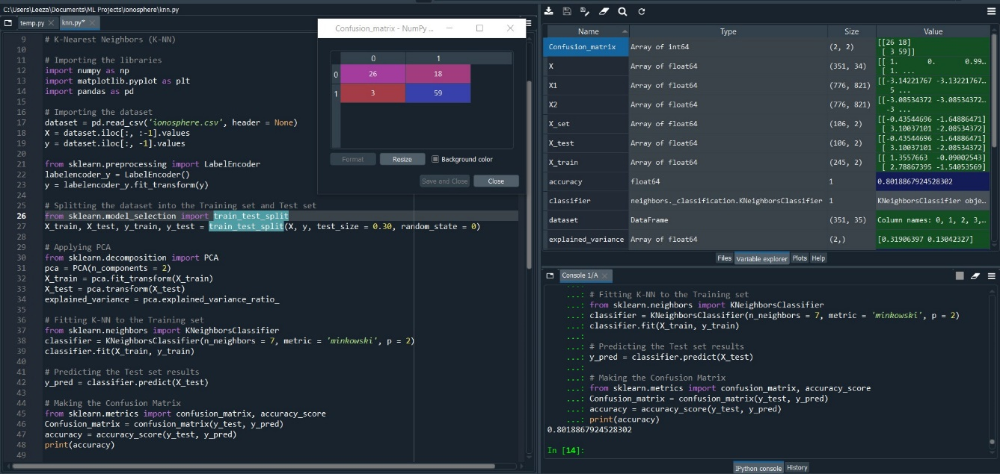 C:\Users\Leeza\Documents\ML Projects\ionosphere\knn.py
temp.py
knn.py*
9 # K-Nearest Neighbors (K-NN)
10
11 # Importing the libraries
12 import numpy as np
13 import matplotlib.pyplot as plt
14 import pandas as pd
15
16 # Importing the dataset
17 dataset = pd.read_csv('ionosphere.csv', header = None)
18 X = dataset.iloc[:, :-1].values
19 y = dataset.iloc[:, -1].values
20
21 from sklearn.preprocessing import LabelEncoder
22 labelencoder_y = LabelEncoder()
23 y = labelencoder_y.fit_transform(y)
24
25 # Splitting the dataset into the Training set and Test set
26 from sklearn.model_selection import train_test_split
27 X_train, X_test, y_train, y_test = train_test_split(X, y, test_size = 0.30, random_state = 0)
28
29 # Applying PCA
30 from sklearn.decomposition import PCA
31 pca = PCA(n_components = 2)
32 X_train = pca.fit_transform(X_train)
33 X_test = pca.transform(X_test)
34 explained_variance = pca.explained_variance_ratio_
35
36 # Fitting K-NN to the Training set
37 from sklearn.neighbors import KNeighborsClassifier
38 classifier = KNeighborsClassifier(n_neighbors = 7, metric = 'minkowski', p = 2)
39 classifier.fit(X_train, y_train)
40
41 # Predicting the Test set results
42 y_pred = classifier.predict(X_test)
43
44 # Making the Confusion Matrix
45 from sklearn.metrics import confusion_matrix, accuracy_score
46 Confusion_matrix = confusion_matrix(y_test, y_pred)
47 accuracy = accuracy_score(y_test, y_pred)
48 print(accuracy)
49
Confusion_matrix - NumPy ...
0 1
0 26 18
1 3 59
Format Resize Background color
Save and Close Close
Name Type Size Value
Confusion_matrix Array of int64 (2, 2) [[26 18]
[ 3 59]]
X Array of float64 (351, 34) [[ 1. 0. 0.99…
[ 1. ...
X1 Array of float64 (776, 821) [[-3.14221767 -3.13221767…
5 ...
X2 Array of float64 (776, 821) [[-3.08534372 -3.08534372…
-3 ...
X_set Array of float64 (106, 2) [[-0.43544696 -1.64886471]
[ 3.10037101 -2.08534372]
X_test Array of float64 (106, 2) [[-0.43544696 -1.64886471]
[ 3.10037101 -2.08534372]
X_train Array of float64 (245, 2) [[ 1.3557663 -0.09002543]
[ 2.78867395 -1.54053569]
accuracy float64 1 0.8018867924528302
classifier neighbors._classification.KNeighborsClassifier 1 KNeighborsClassifier obje…
dataset DataFrame (351, 35) Column names: 0, 1, 2, 3,…
explained_variance Array of float64 (2,) [0.31906397 0.13042327]
Files Variable explorer Plots Help
Console 1/A
...: # Fitting K-NN to the Training set
...: from sklearn.neighbors import KNeighborsClassifier
...: classifier = KNeighborsClassifier(n_neighbors = 7, metric = 'minkowski', p = 2)
...: classifier.fit(X_train, y_train)
...:
...: # Predicting the Test set results
...: y_pred = classifier.predict(X_test)
...:
...: # Making the Confusion Matrix
...: from sklearn.metrics import confusion_matrix, accuracy_score
...: Confusion_matrix = confusion_matrix(y_test, y_pred)
...: accuracy = accuracy_score(y_test, y_pred)
...: print(accuracy)
0.8018867924528302
In [14]:
IPython console History